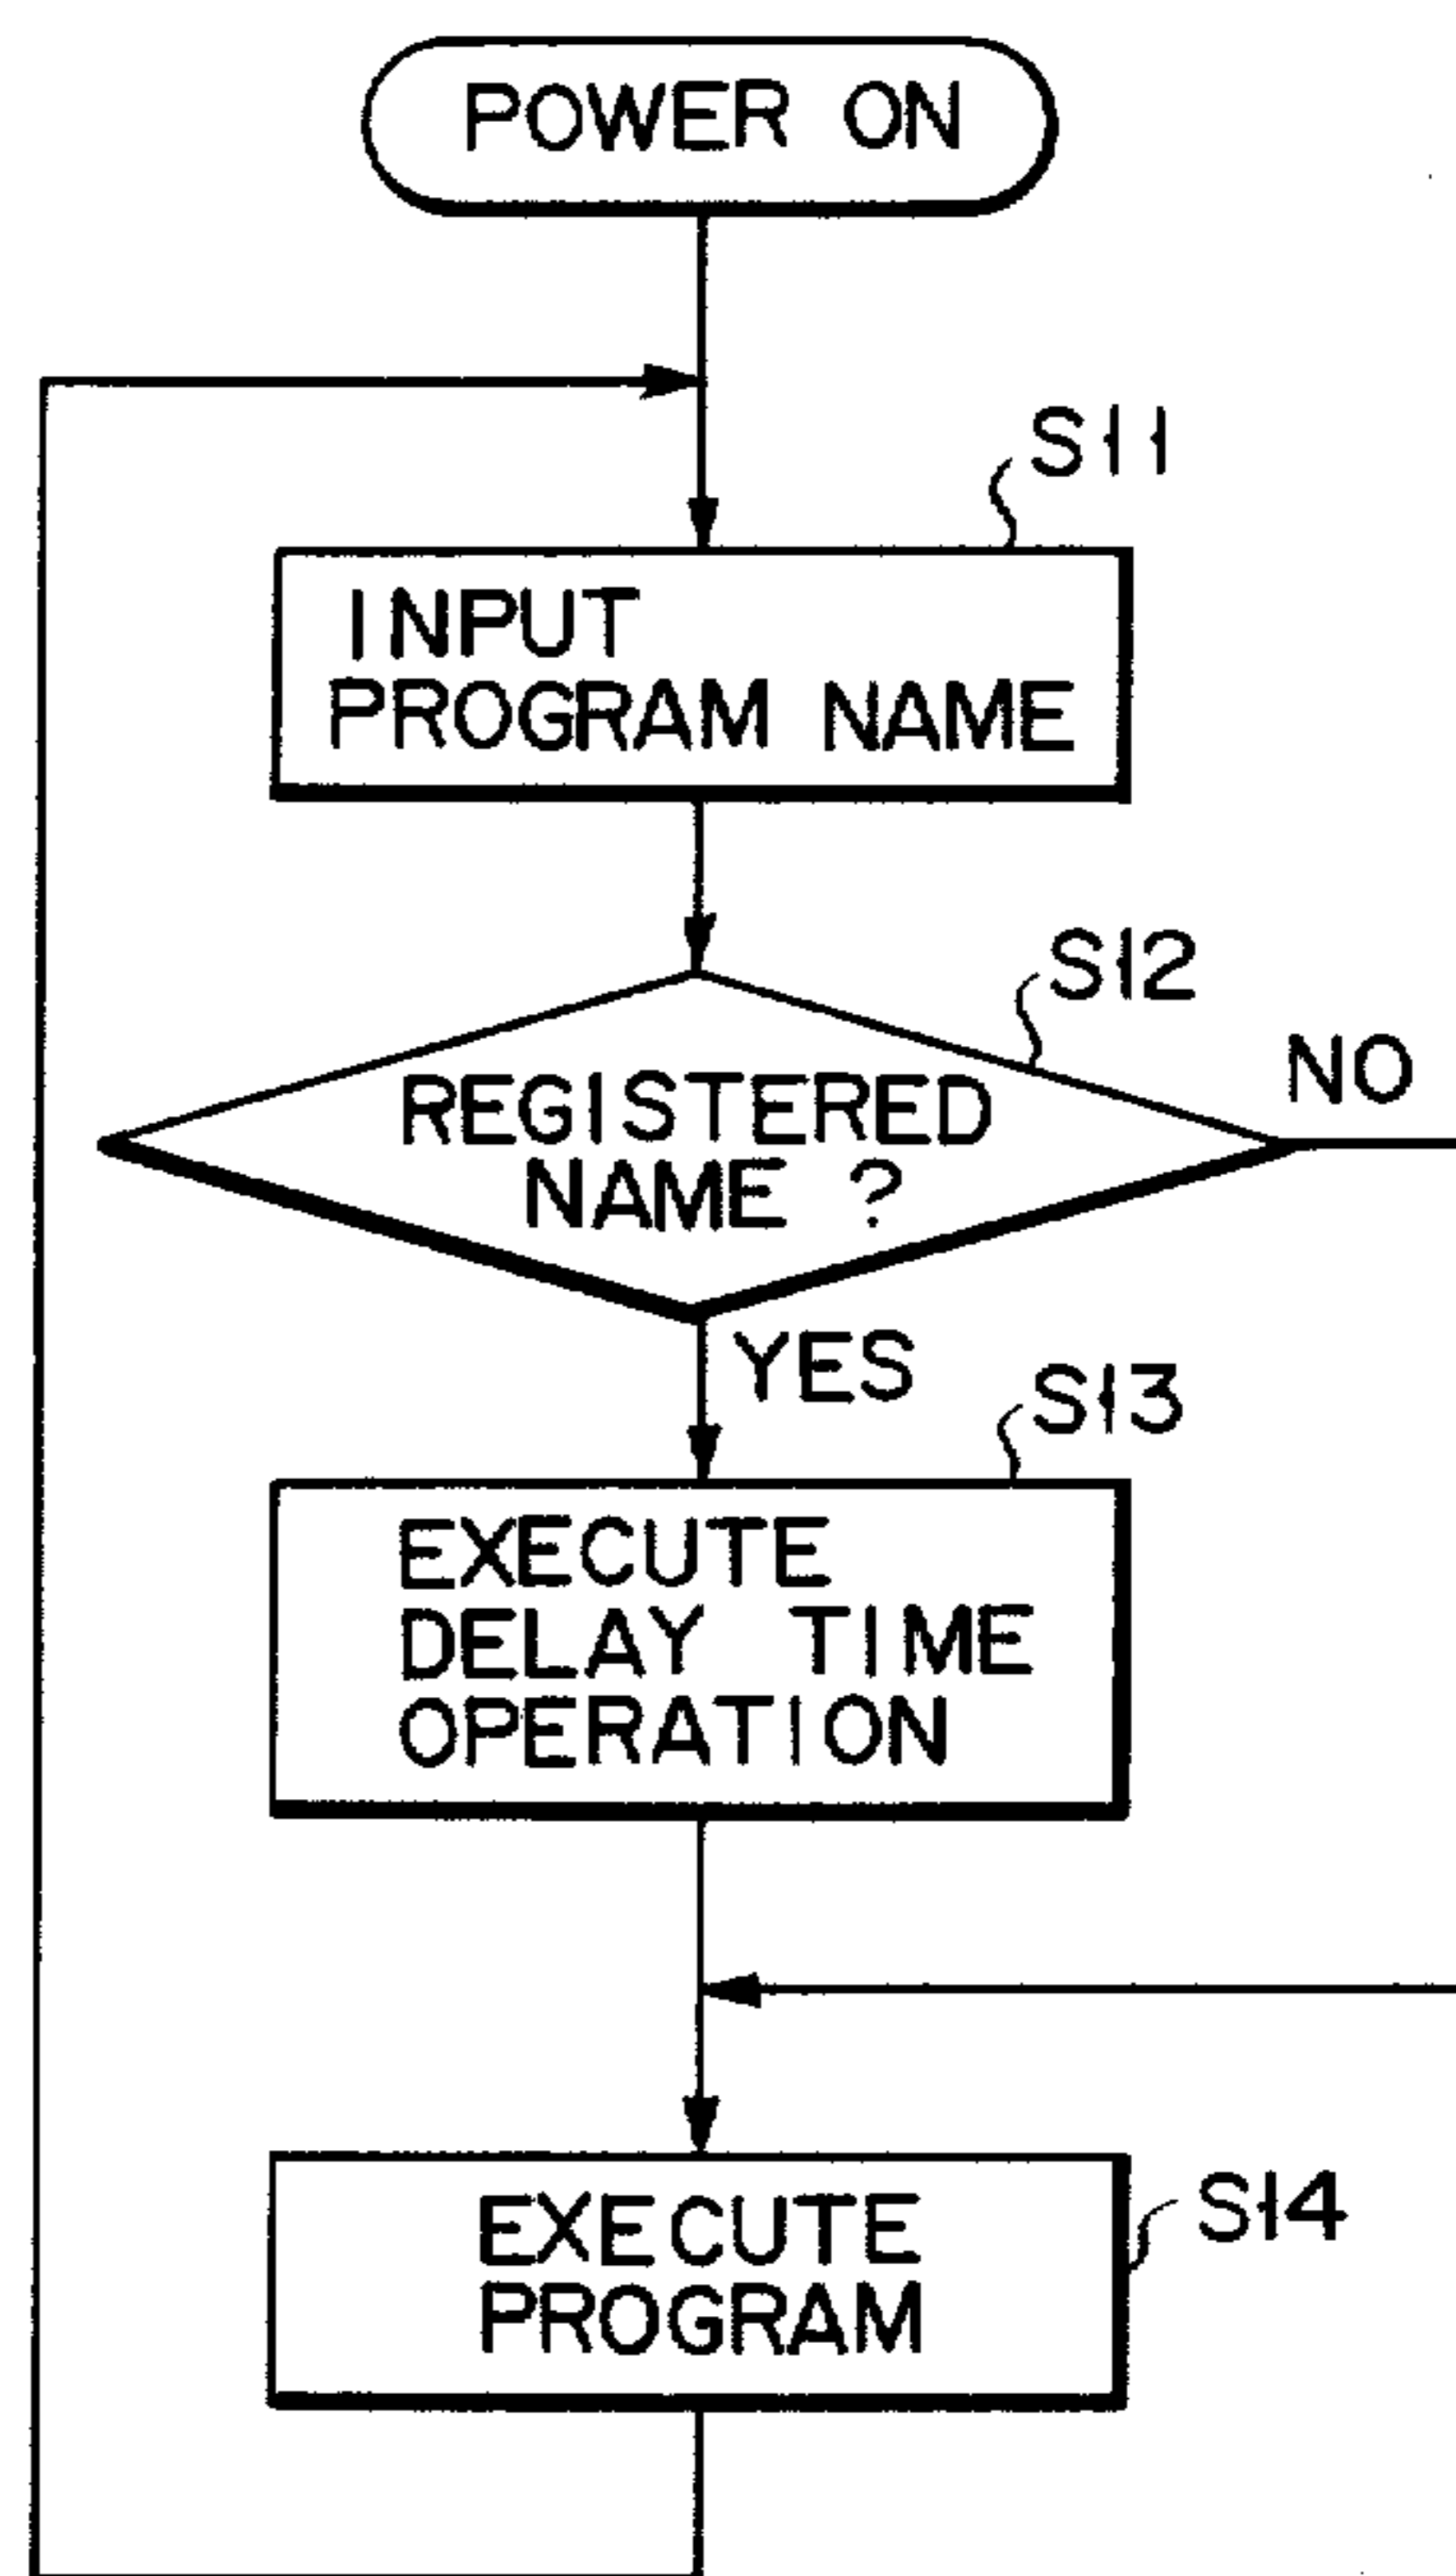 POWER ON
S11
INPUT
PROGRAM NAME
S12
REGISTERED
NAME ?
NO
YES
S13
EXECUTE
DELAY TIME
OPERATION
EXECUTE
PROGRAM
S14